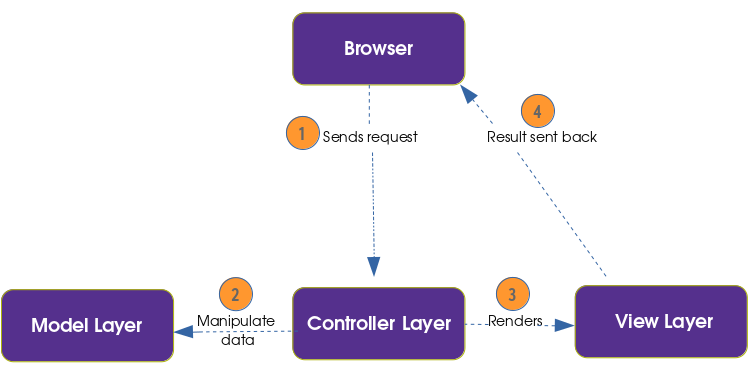 Browser
1
Sends request
4
Result sent back
2
Manipulate
data
3
Renders
Model Layer
Controller Layer
View Layer